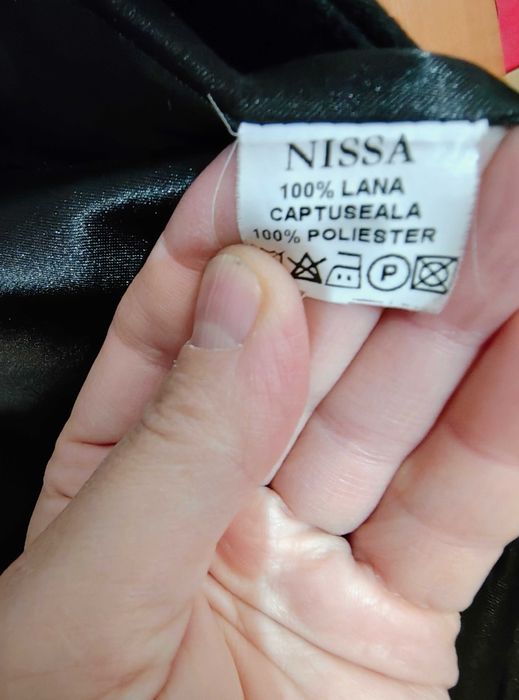 NISSA
100% LANA
CAPTUSEALA
100% POLIESTER
P